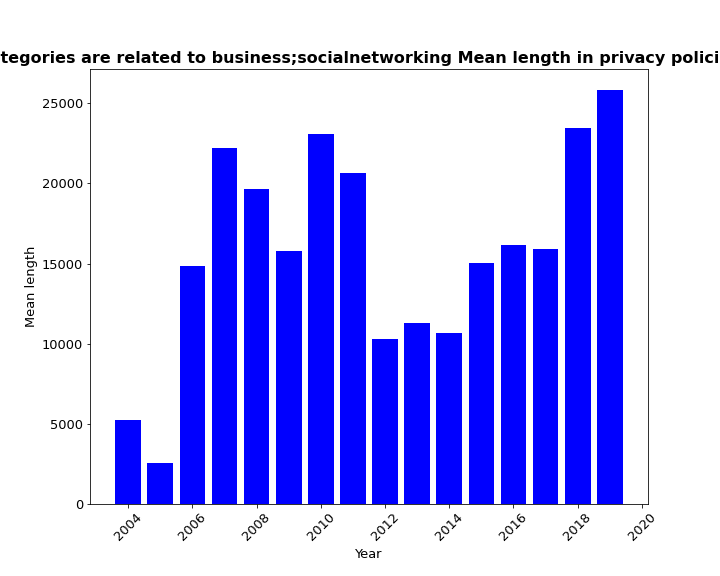 tegories are related to business;socialnetworking Mean length in privacy polici
25000
20000
15000
10000
5000
0
Mean length
2004 2006 2008 2010 2012 2014 2016 2018 2020
Year